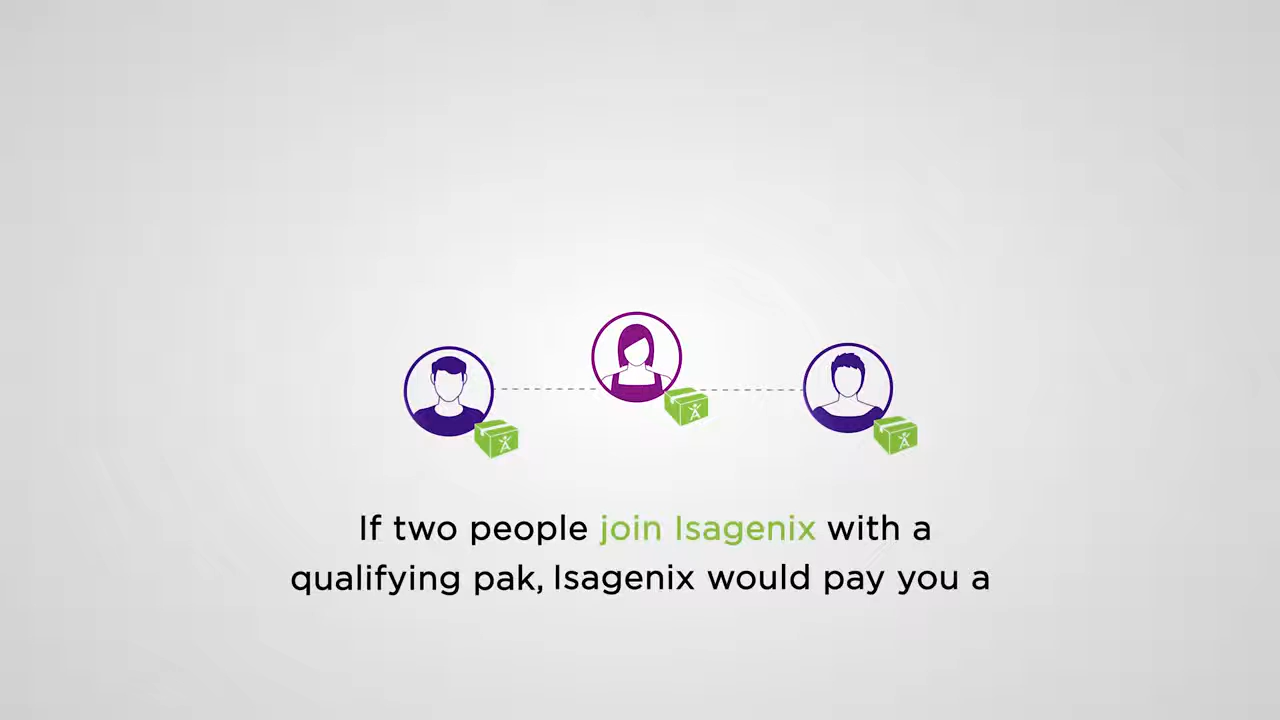 If two people join Isagenix with a
qualifying pak, Isagenix would pay you a